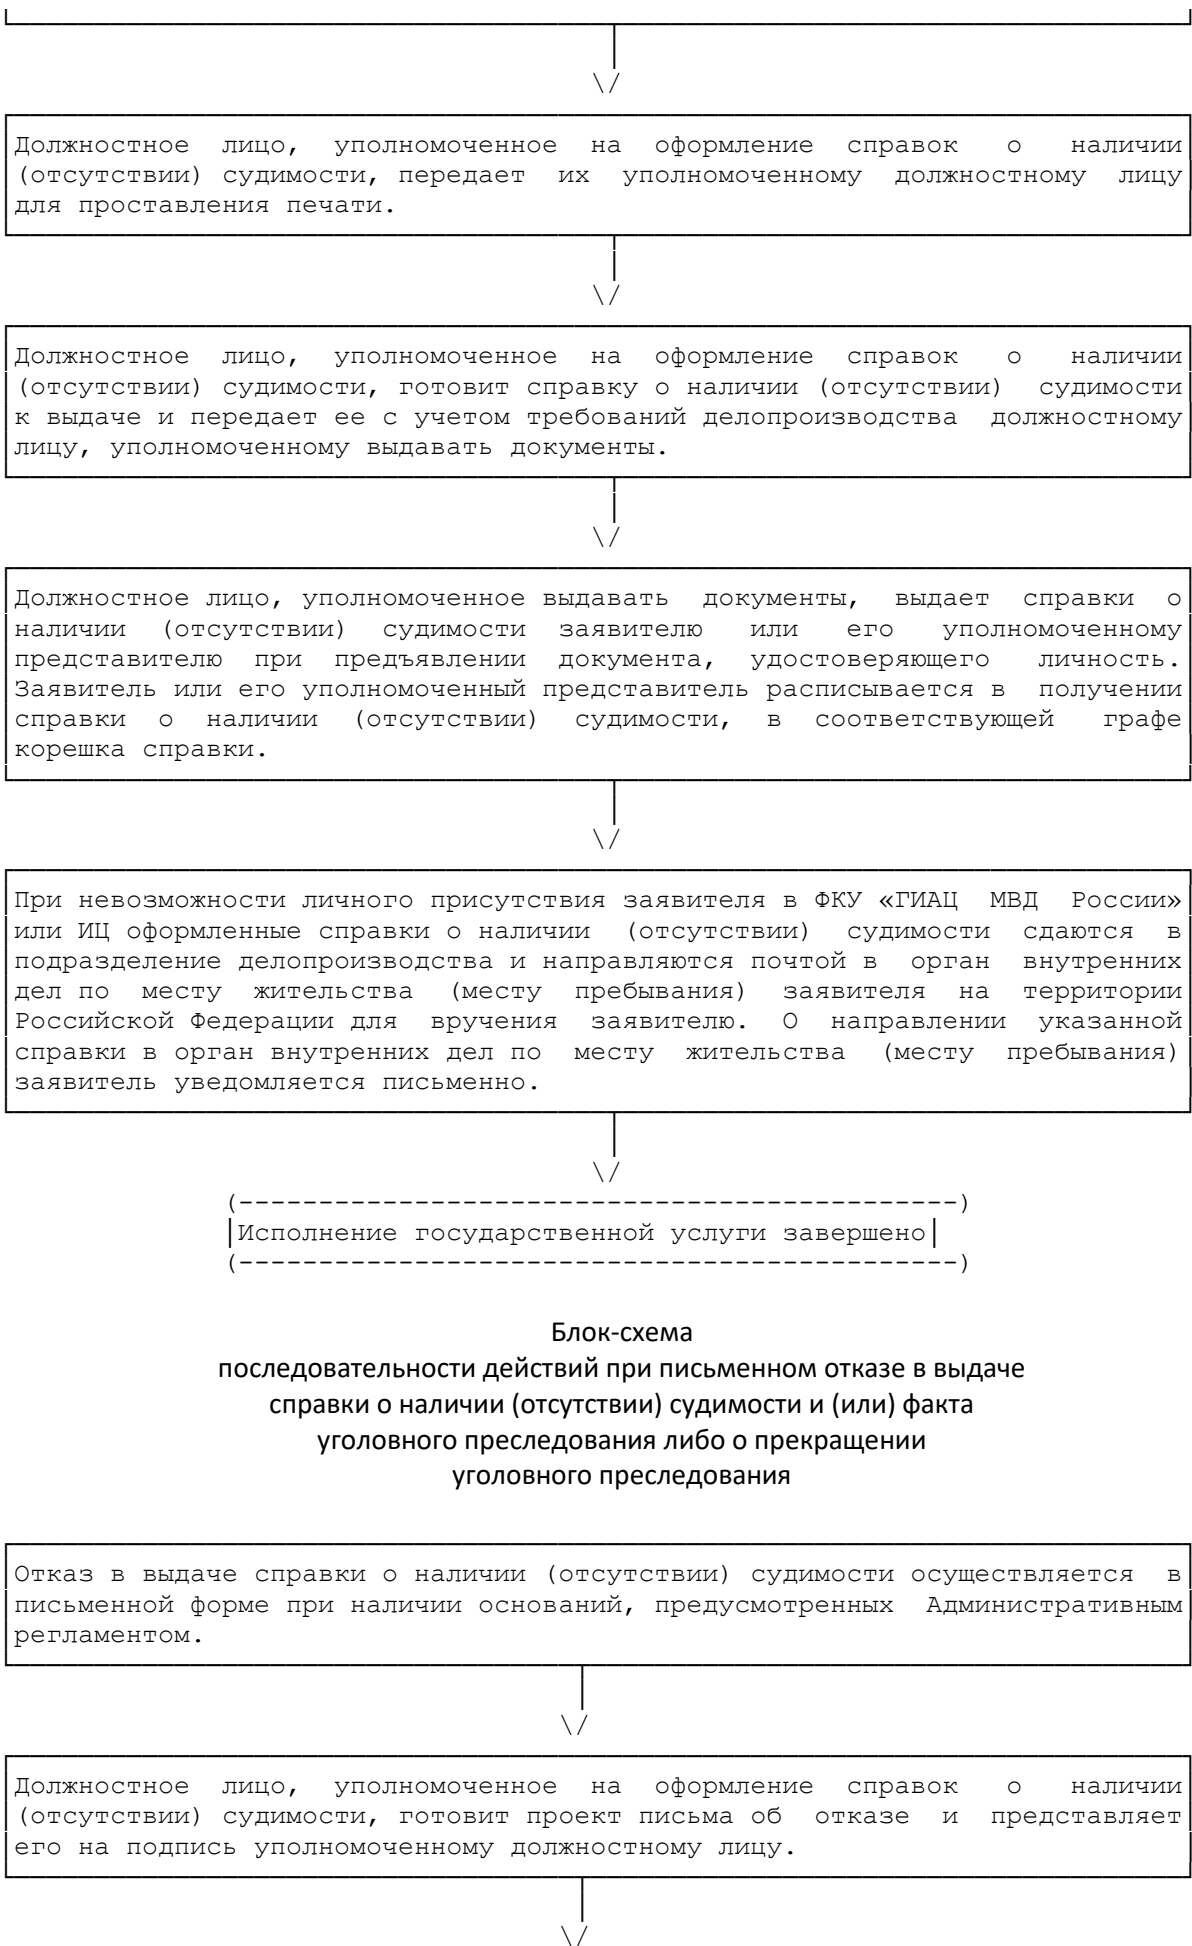 Должностное лицо, уполномоченное на оформление справок о наличии
(отсутствии) судимости, передает их уполномоченному должностному лицу
для проставления печати.
Должностное лицо, уполномоченное на оформление справок о наличии
(отсутствии) судимости, готовит справку о наличии (отсутствии) судимости
к выдаче и передает ее с учетом требований делопроизводства должностному
лицу, уполномоченному выдавать документы.
Должностное лицо, уполномоченное выдавать документы, выдает справки о
наличии (отсутствии) судимости заявителю или его уполномоченному
представителю при предъявлении документа, удостоверяющего личность.
Заявитель или его уполномоченный представитель расписывается в получении
справки о наличии (отсутствии) судимости, в соответствующей графе
корешка справки.
При невозможности личного присутствия заявителя в ФКУ «ГИАЦ МВД России»
или ИЦ оформленные справки о наличии (отсутствии) судимости сдаются в
подразделение делопроизводства и направляются почтой в орган внутренних
дел по месту жительства (месту пребывания) заявителя на территории
Российской Федерации для вручения заявителю. О направлении указанной
справки в орган внутренних дел по месту жительства (месту пребывания)
заявитель уведомляется письменно.
Исполнение государственной услуги завершено
Блок-схема
последовательности действий при письменном отказе в выдаче
справки о наличии (отсутствии) судимости и (или) факта
уголовного преследования либо о прекращении
уголовного преследования
Отказ в выдаче справки о наличии (отсутствии) судимости осуществляется в
письменной форме при наличии оснований, предусмотренных Административным
регламентом.
Должностное лицо, уполномоченное на оформление справок о наличии
(отсутствии) судимости, готовит проект письма об отказе и представляет
его на подпись уполномоченному должностному лицу.